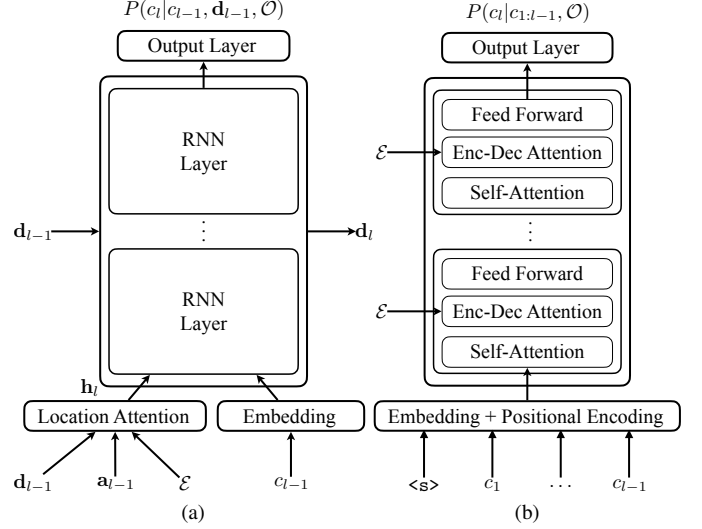 P(c_l|c_{l-1}, d_{l-1}, O)
Output Layer
RNN
Layer
⋮
RNN
Layer
d_{l-1}
d_l
h_l
Location Attention
Embedding
d_{l-1}
a_{l-1}
ℰ
c_{l-1}
(a)
P(c_l|c_{1:l-1}, O)
Output Layer
Feed Forward
ℰ
Enc-Dec Attention
Self-Attention
⋮
Feed Forward
ℰ
Enc-Dec Attention
Self-Attention
Embedding + Positional Encoding
<s>
c_1
...
c_{l-1}
(b)